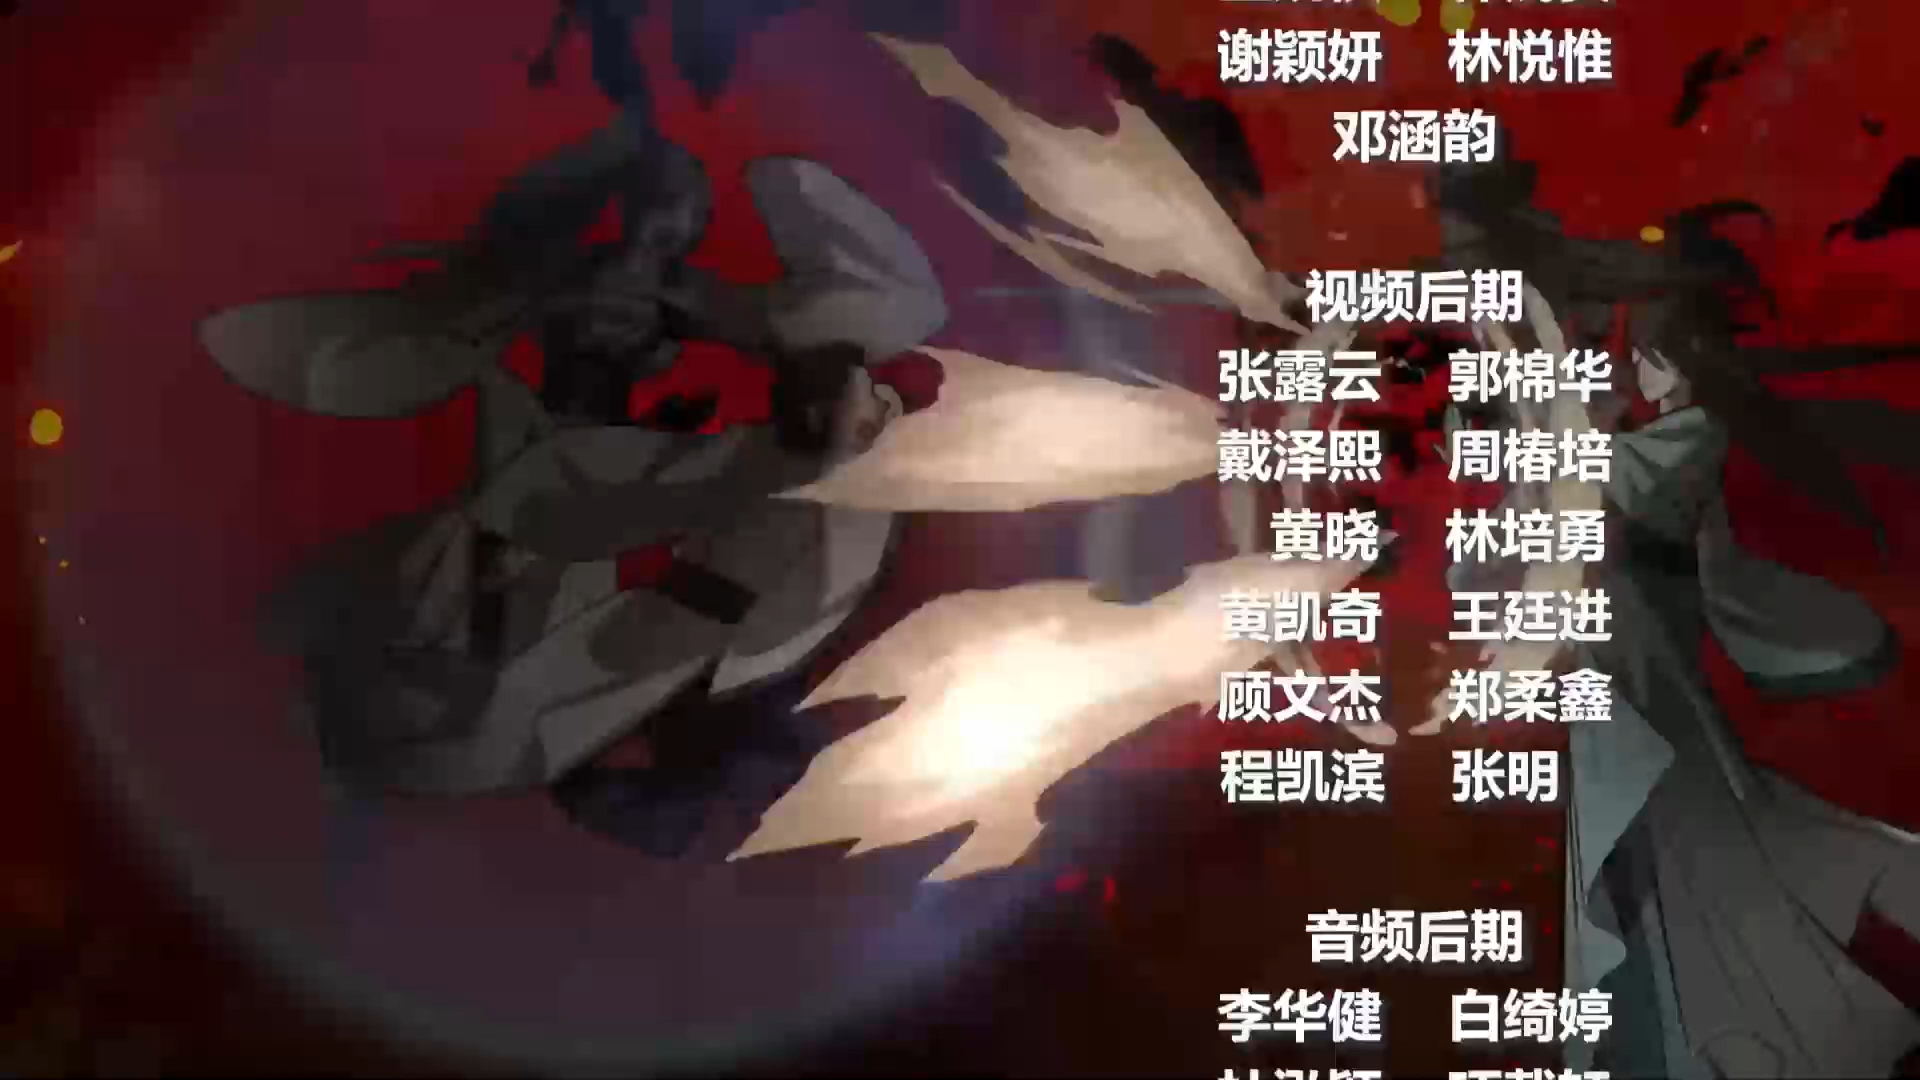 谢颖妍 林悦惟
邓涵韵
视频后期
张露云 郭棉华
戴泽熙 周椿培
黄晓 林培勇
黄凯奇 王廷进
顾文杰 郑柔鑫
程凯滨 张明
音频后期
李华健 白绮婷